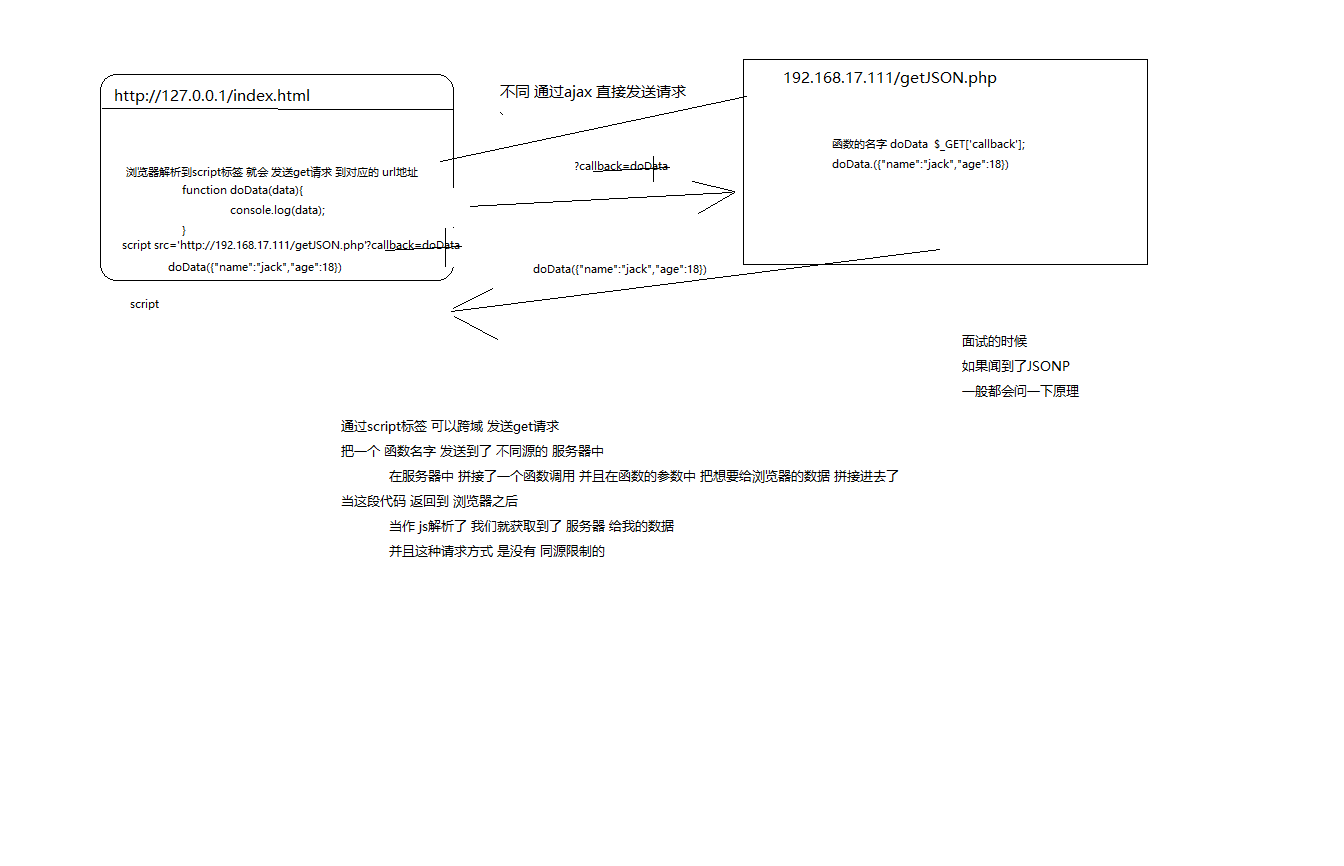 http://127.0.0.1/index.html
浏览器解析到script标签 就会 发送get请求 到对应的 url地址
function doData(data){
console.log(data);
}
script src='http://192.168.17.111/getJSON.php'?callback=doData
doData({"name":"jack","age":18})
script
不同 通过ajax 直接发送请求
、
?callback=doData
doData({"name":"jack","age":18})
192.168.17.111/getJSON.php
函数的名字 doData $_GET['callback'];
doData.({"name":"jack","age":18})
面试的时候
如果闻到了JSONP
一般都会问一下原理
通过script标签 可以跨域 发送get请求
把一个 函数名字 发送到了 不同源的 服务器中
在服务器中 拼接了一个函数调用 并且在函数的参数中 把想要给浏览器的数据 拼接进去了
当这段代码 返回到 浏览器之后
当作 js解析了 我们就获取到了 服务器 给我的数据
并且这种请求方式 是没有 同源限制的